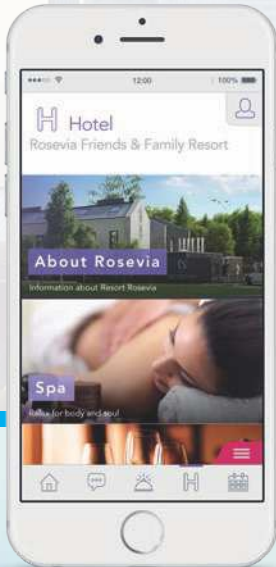 12:00
100%
Hotel
Rosevia Friends & Family Resort
About Rosevia
Information about Resort Rosevia
Spa
Relax for body and soul
H